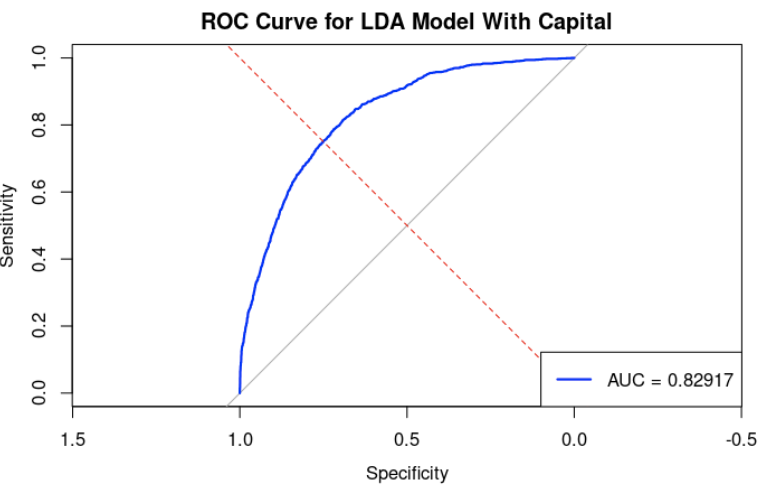 ROC Curve for LDA Model With Capital
Sensitivity
1.0
0.8
0.6
0.4
0.2
0.0
AUC = 0.82917
1.5 1.0 0.5 0.0 -0.5
Specificity